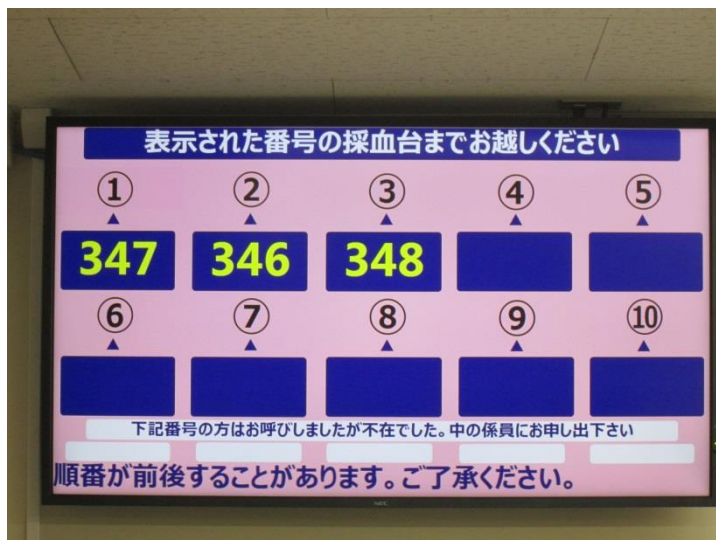 表示された番号の採血台までお越しください
① ② ③ ④ ⑤
347 346 348
⑥ ⑦ ⑧ ⑨ ⑩
下記番号の方はお呼びしましたが不在でした。中の係員にお申し出下さい
順番が前後することがあります。ご了承ください。
NEC